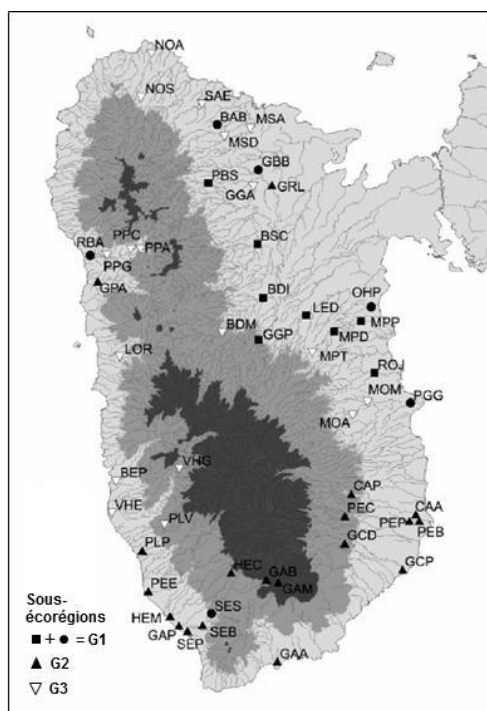 NOA
NOS
SAE
BAB
MSA
MSD
GBB
PBS
GGA
GRL
PPC
RBA
PPA
BSC
PPG
GPA
BDI
OHP
LED
MPP
BDM
MPD
GGP
LOR
MPT
ROJ
MOM
PGG
MOA
VHG
BEP
CAP
VHE
PLV
PEC
CAA
PEP
PEB
PLP
GCD
HEC
GAB
GCP
PEE
GAM
SES
HEM
GAP
SEB
SEP
GAA
Sous-
écorégions
+ = G1
G2
G3